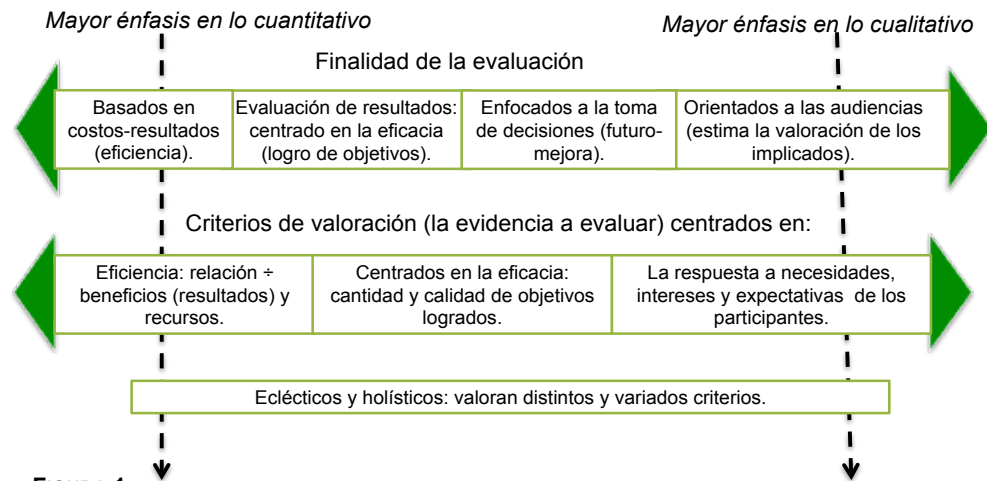 Mayor énfasis en lo cuantitativo
Mayor énfasis en lo cualitativo
Finalidad de la evaluación
Basados en
costos-resultados
(eficiencia).
Evaluación de resultados:
centrado en la eficacia
(logro de objetivos).
Enfocados a la toma
de decisiones (futuro-
mejora).
Orientados a las audiencias
(estima la valoración de los
implicados).
Criterios de valoración (la evidencia a evaluar) centrados en:
Eficiencia: relación ÷
beneficios (resultados) y
recursos.
Centrados en la eficacia:
cantidad y calidad de objetivos
logrados.
La respuesta a necesidades,
intereses y expectativas de los
participantes.
Eclécticos y holísticos: valoran distintos y variados criterios.